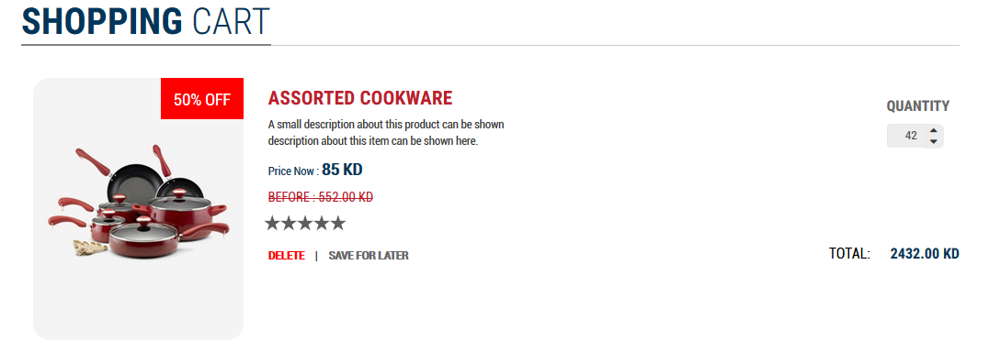 SHOPPING CART
50% OFF
ASSORTED COOKWARE
A small description about this product can be shown
description about this item can be shown here.
Price Now : 85 KD
BEFORE : 552.00 KD
DELETE | SAVE FOR LATER
QUANTITY
42
TOTAL: 2432.00 KD